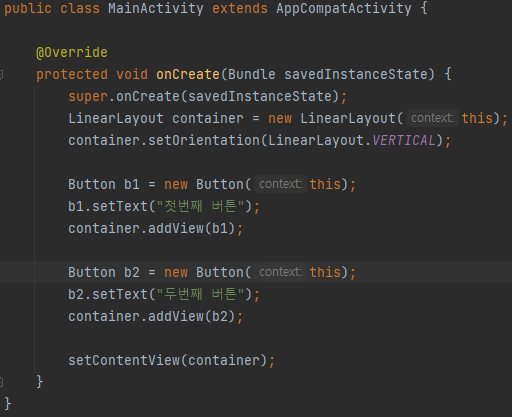 public class MainActivity extends AppCompatActivity {
@Override
protected void onCreate(Bundle savedInstanceState) {
super.onCreate(savedInstanceState);
LinearLayout container = new LinearLayout( context: this);
container.setOrientation(LinearLayout.VERTICAL);
Button b1 = new Button( context: this);
b1.setText("첫번째 버튼");
container.addView(b1);
Button b2 = new Button( context: this);
b2.setText("두번째 버튼");
container.addView(b2);
setContentView(container);
}
}